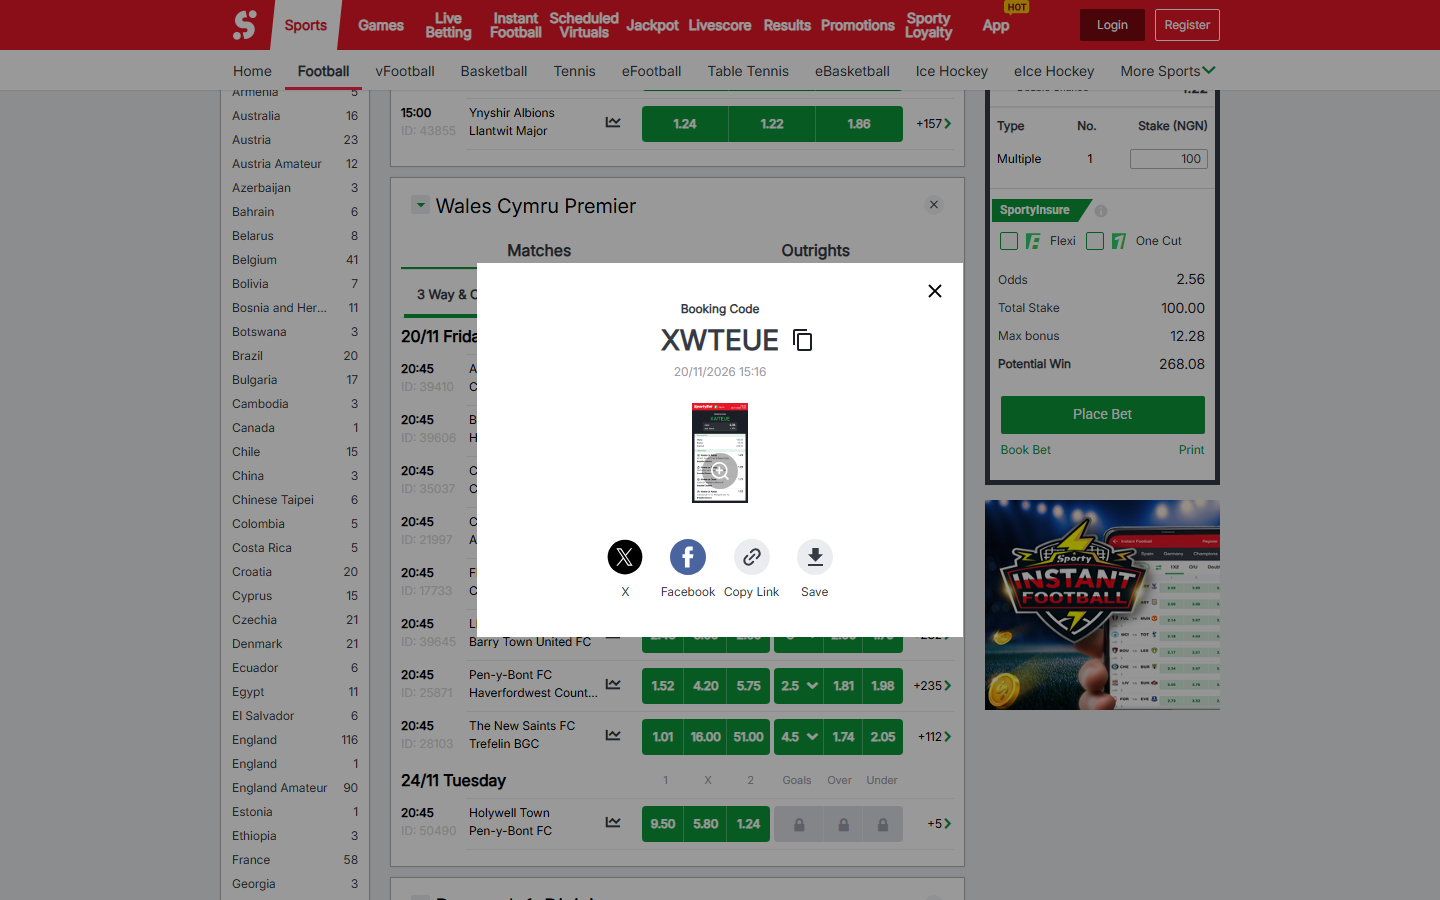 Sports
Games
Live Betting
Instant Football
Scheduled Virtuals
Jackpot
Livescore
Results
Promotions
Sporty Loyalty
App
HOT
Login
Register
Home
Football
vFootball
Basketball
Tennis
eFootball
Table Tennis
eBasketball
Ice Hockey
eIce Hockey
More Sports
Armenia 5
Australia 16
Austria 23
Austria Amateur 12
Azerbaijan 3
Bahrain 6
Belarus 8
Belgium 41
Bolivia 7
Bosnia and Her... 11
Botswana 3
Brazil 20
Bulgaria 17
Cambodia 3
Canada 1
Chile 15
China 3
Chinese Taipei 6
Colombia 5
Costa Rica 5
Croatia 20
Cyprus 15
Czechia 21
Denmark 21
Ecuador 6
Egypt 11
El Salvador 6
England 116
England 1
England Amateur 90
Estonia 1
Ethiopia 3
France 58
Georgia 3
15:00 Ynyshir Albions
ID: 43855 Llantwit Major
1.24 1.22 1.86 +157
Wales Cymru Premier
Matches Outrights
3 Way &
20/11
20:45
ID: 39410
20:45
ID: 39606
20:45
ID: 35037
20:45
ID: 21997
20:45
ID: 17733
20:45
ID: 39645 Barry Town United FC
20:45 Pen-y-Bont FC
ID: 25871 Haverfordwest Count...
1.52 4.20 5.75 2.5 1.81 1.98 +235
20:45 The New Saints FC
ID: 28103 Trefelin BGC
1.01 16.00 51.00 4.5 1.74 2.05 +112
24/11 Tuesday 1 X 2 Goals Over Under
20:45 Holywell Town
ID: 50490 Pen-y-Bont FC
9.50 5.80 1.24 +5
Booking Code
XWTEUE
20/11/2026 15:16
X
Facebook
Copy Link
Save
Type No. Stake (NGN)
Multiple 1 100
SportyInsure
Flexi
One Cut
Odds 2.56
Total Stake 100.00
Max bonus 12.28
Potential Win 268.08
Place Bet
Book Bet Print
Sporty
INSTANT
FOOTBALL